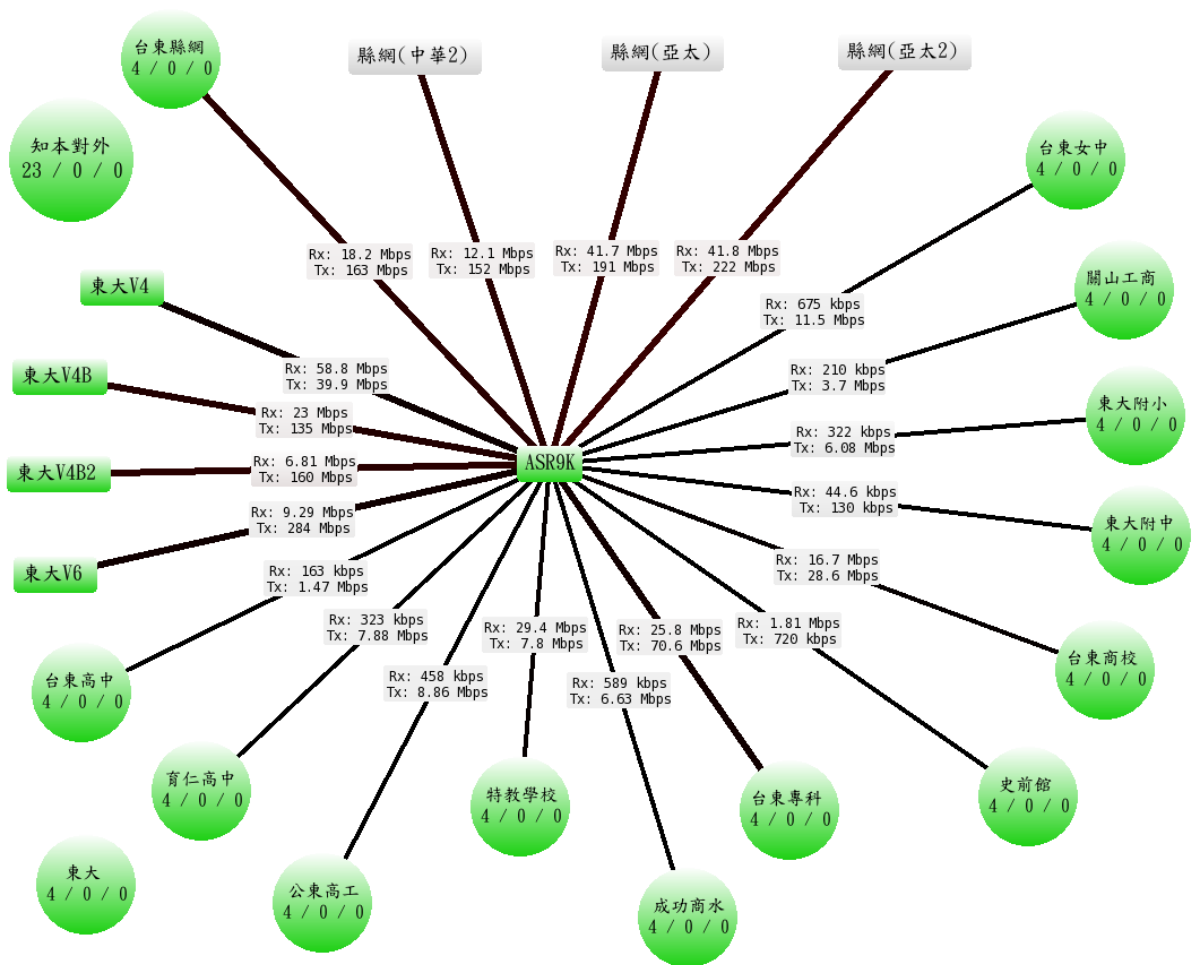 台東縣網
4 / 0 / 0
縣網(中華2)
縣網(亞太)
縣網(亞太2)
知本對外
23 / 0 / 0
台東女中
4 / 0 / 0
Rx: 18.2 Mbps
Tx: 163 Mbps
Rx: 12.1 Mbps
Tx: 152 Mbps
Rx: 41.7 Mbps
Tx: 191 Mbps
Rx: 41.8 Mbps
Tx: 222 Mbps
東大V4
關山工商
4 / 0 / 0
Rx: 675 kbps
Tx: 11.5 Mbps
東大V4B
Rx: 58.8 Mbps
Tx: 39.9 Mbps
Rx: 210 kbps
Tx: 3.7 Mbps
東大附小
4 / 0 / 0
Rx: 23 Mbps
Tx: 135 Mbps
Rx: 322 kbps
Tx: 6.08 Mbps
東大V4B2
Rx: 6.81 Mbps
Tx: 160 Mbps
ASR9K
Rx: 44.6 kbps
Tx: 130 kbps
東大附中
4 / 0 / 0
Rx: 9.29 Mbps
Tx: 284 Mbps
東大V6
Rx: 163 kbps
Tx: 1.47 Mbps
Rx: 16.7 Mbps
Tx: 28.6 Mbps
Rx: 323 kbps
Tx: 7.88 Mbps
Rx: 29.4 Mbps
Tx: 7.8 Mbps
Rx: 25.8 Mbps
Tx: 70.6 Mbps
Rx: 1.81 Mbps
Tx: 720 kbps
台東高中
4 / 0 / 0
Rx: 458 kbps
Tx: 8.86 Mbps
Rx: 589 kbps
Tx: 6.63 Mbps
台東商校
4 / 0 / 0
育仁高中
4 / 0 / 0
特教學校
4 / 0 / 0
台東專科
4 / 0 / 0
史前館
4 / 0 / 0
東大
4 / 0 / 0
公東高工
4 / 0 / 0
成功商水
4 / 0 / 0